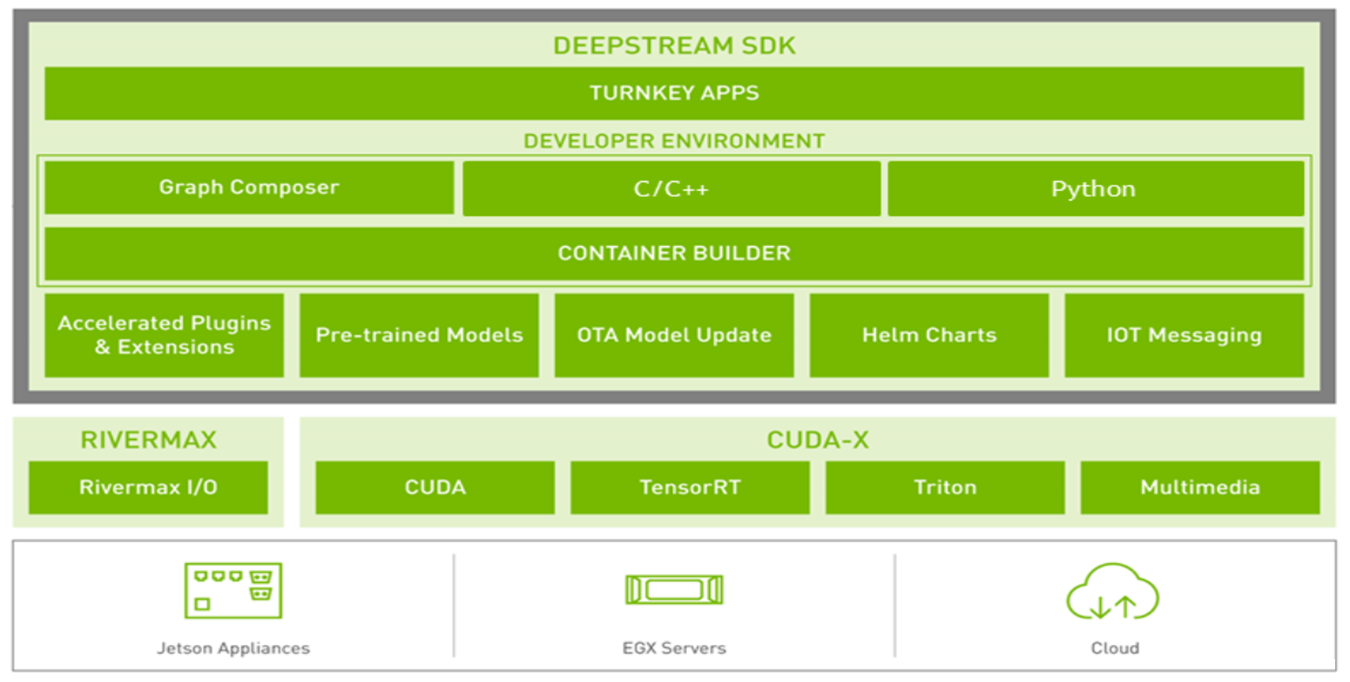 DEEPSTREAM SDK
TURNKEY APPS
DEVELOPER ENVIRONMENT
Graph Composer
C/C++
Python
CONTAINER BUILDER
Accelerated Plugins
& Extensions
Pre-trained Models
OTA Model Update
Helm Charts
IOT Messaging
RIVERMAX
Rivermax I/O
CUDA-X
CUDA
TensorRT
Triton
Multimedia
Jetson Appliances
EGX Servers
Cloud